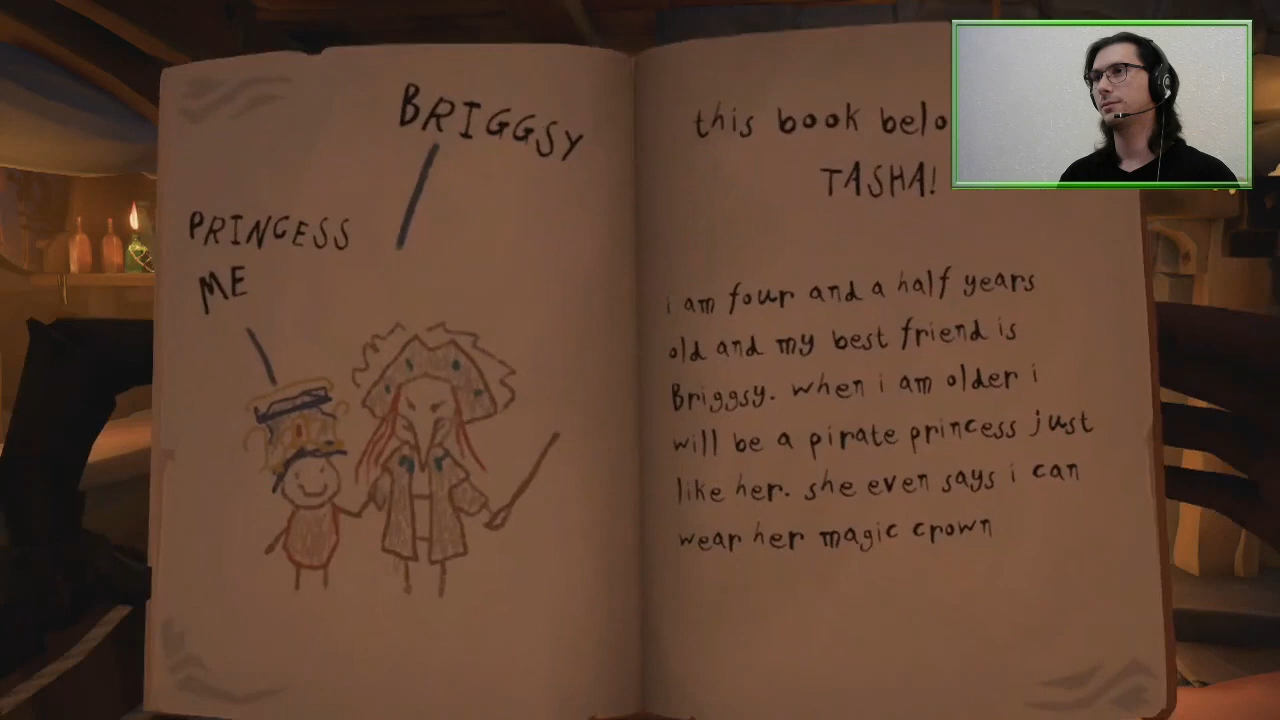 BRIGGSY
PRINCESS
ME
this book belo
TASHA!
i am four and a half years
old and my best friend is
Briggsy. when i am older i
will be a pirate princess just
like her. she even says i can
wear her magic crown